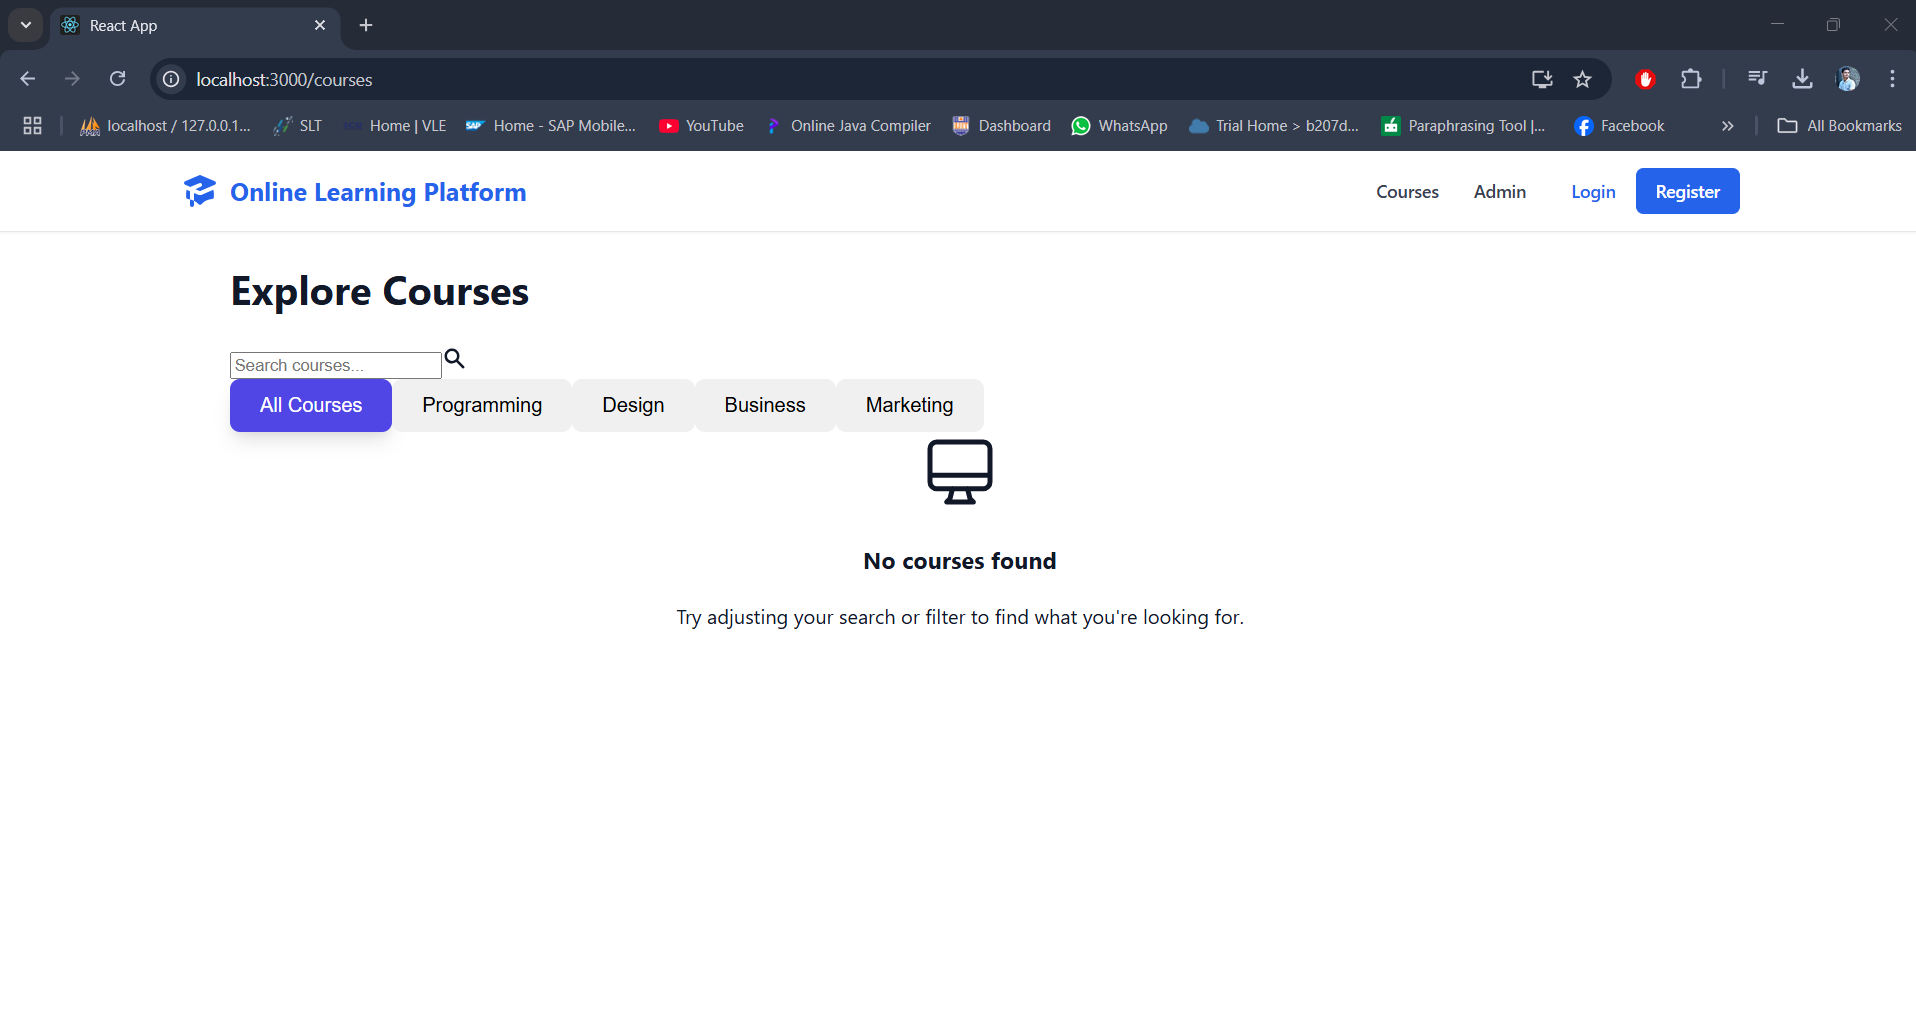 React App
localhost:3000/courses
localhost / 127.0.0.1... SLT Home | VLE SAP Home - SAP Mobile... YouTube Online Java Compiler Dashboard WhatsApp Trial Home > b207d... Paraphrasing Tool |... Facebook » All Bookmarks
Online Learning Platform Courses Admin Login Register
Explore Courses
Search courses...
All Courses Programming Design Business Marketing
No courses found
Try adjusting your search or filter to find what you're looking for.